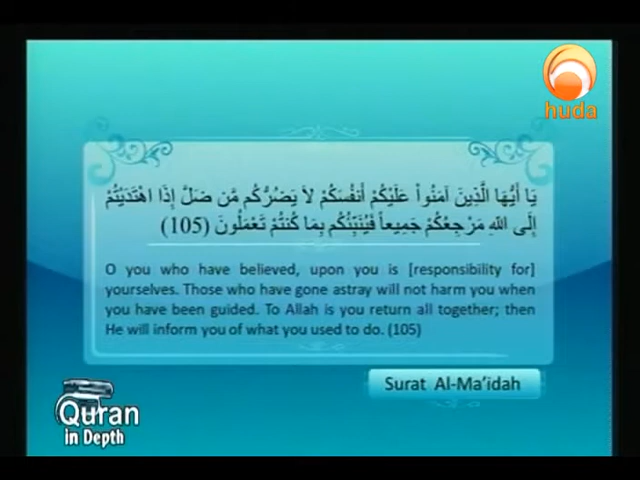 huda
يَا أَيُّهَا الَّذِينَ آمَنُواْ عَلَيْكُمْ أَنفُسَكُمْ لاَ يَضُرُّكُم مَّن ضَلَّ إِذَا اهْتَدَيْتُمْ
إِلَى اللهِ مَرْجِعُكُمْ جَمِيعاً فَيُنَبِّئُكُم بِمَا كُنتُمْ تَعْمَلُونَ (105)
O you who have believed, upon you is [responsibility for]
yourselves. Those who have gone astray will not harm you when
you have been guided. To Allah is you return all together; then
He will inform you of what you used to do. (105)
Surat Al-Ma’idah
Quran
in Depth